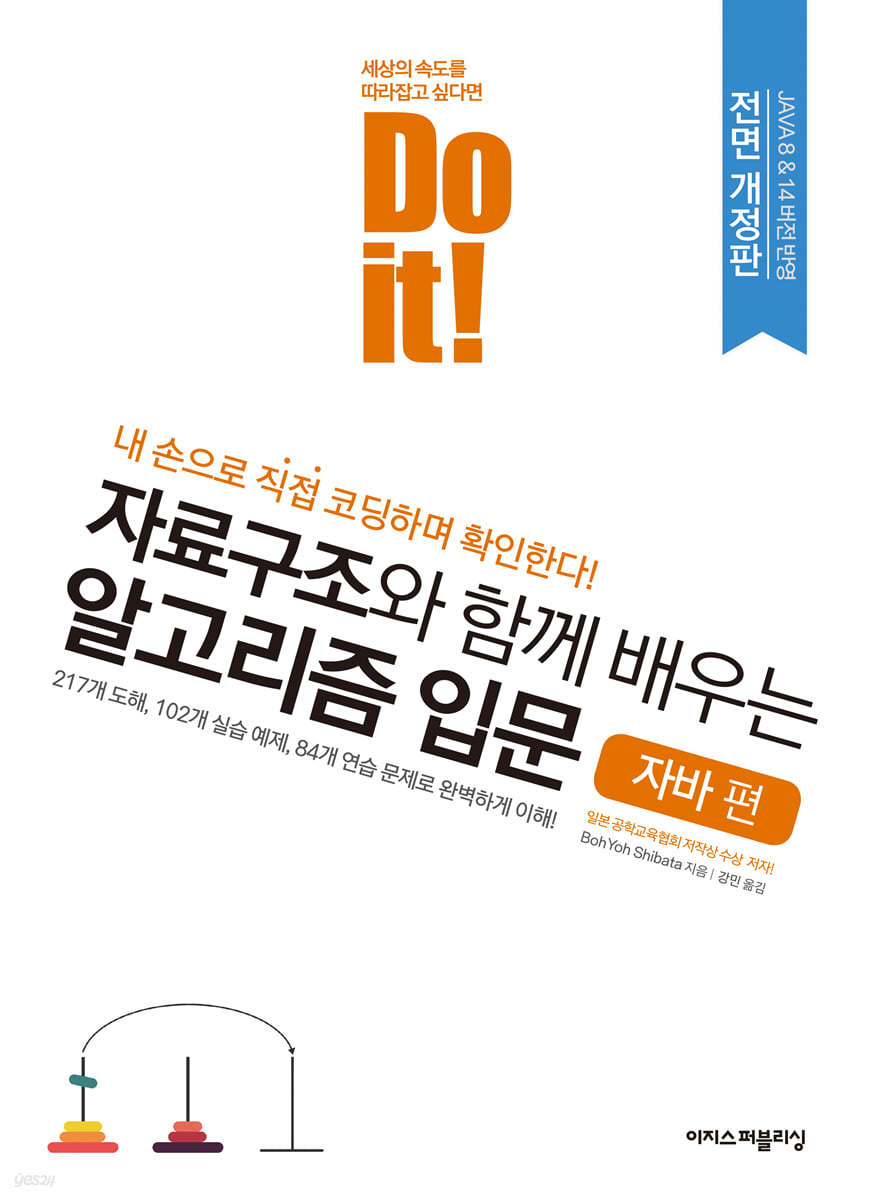 세상의 속도를
따라잡고 싶다면
Do
it!
JAVA 8 & 14 버전 반영
전면 개정판
내 손으로 직접 코딩하며 확인한다!
자료구조와 함께 배우는
알고리즘 입문
217개 도해, 102개 실습 예제, 84개 연습 문제로 완벽하게 이해!
자바 편
일본 공학교육협회 저작상 수상 저자!
BohYoh Shibata 지음 | 강민 옮김
이지스 퍼블리싱
yes24